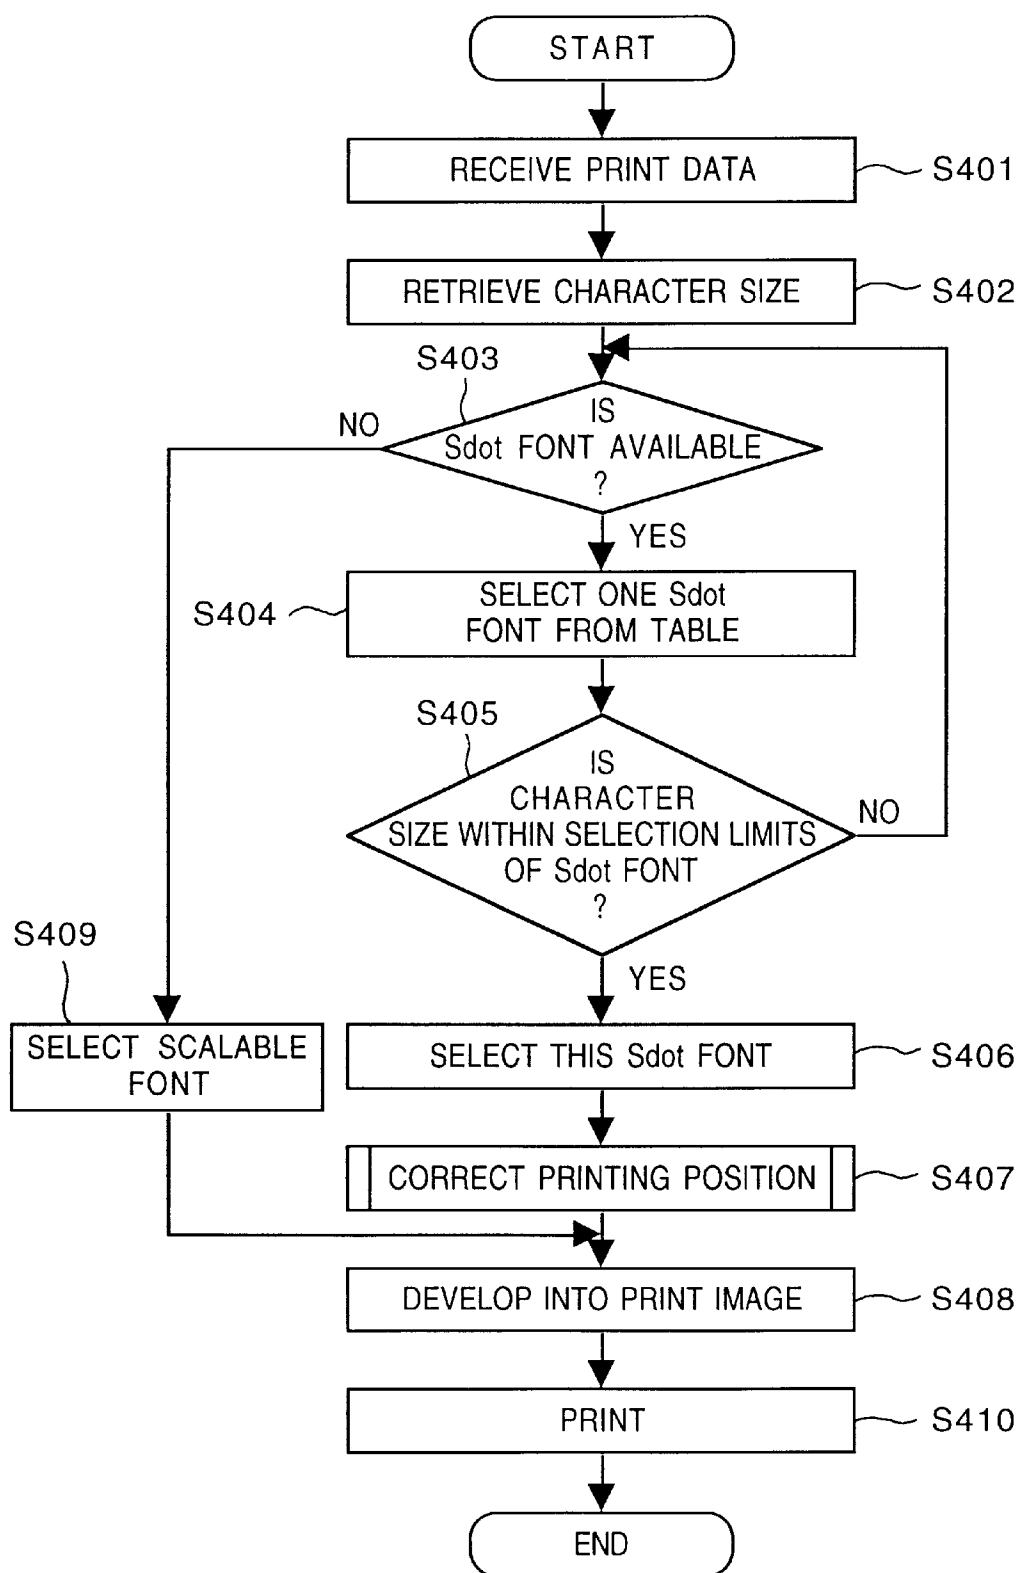 START
RECEIVE PRINT DATA
S401
RETRIEVE CHARACTER SIZE
S402
S403
NO
IS
Sdot FONT AVAILABLE
?
YES
S404
SELECT ONE Sdot
FONT FROM TABLE
S405
IS
CHARACTER
SIZE WITHIN SELECTION LIMITS
OF Sdot FONT
?
NO
YES
S409
SELECT SCALABLE
FONT
SELECT THIS Sdot FONT
S406
CORRECT PRINTING POSITION
S407
DEVELOP INTO PRINT IMAGE
S408
PRINT
S410
END